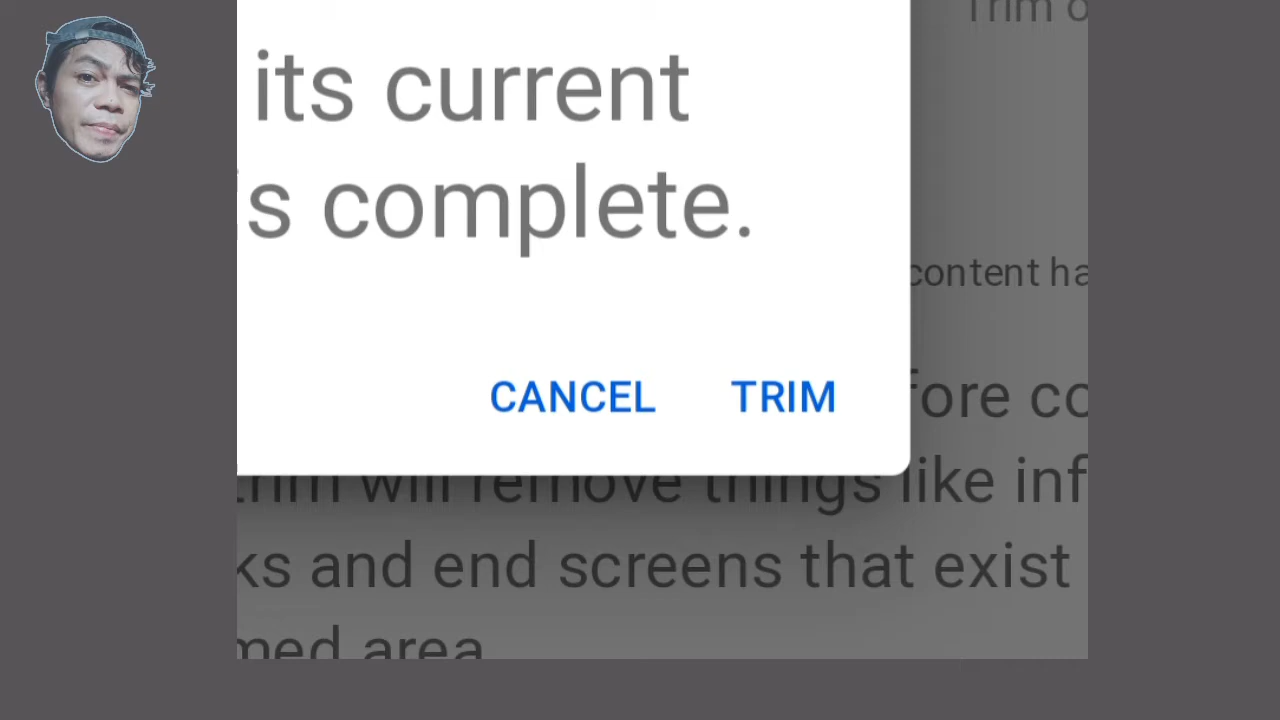 Trim o
its current
is complete.
content ha
CANCEL TRIM
fore co
trim will remove things like inf
ks and end screens that exist
med area